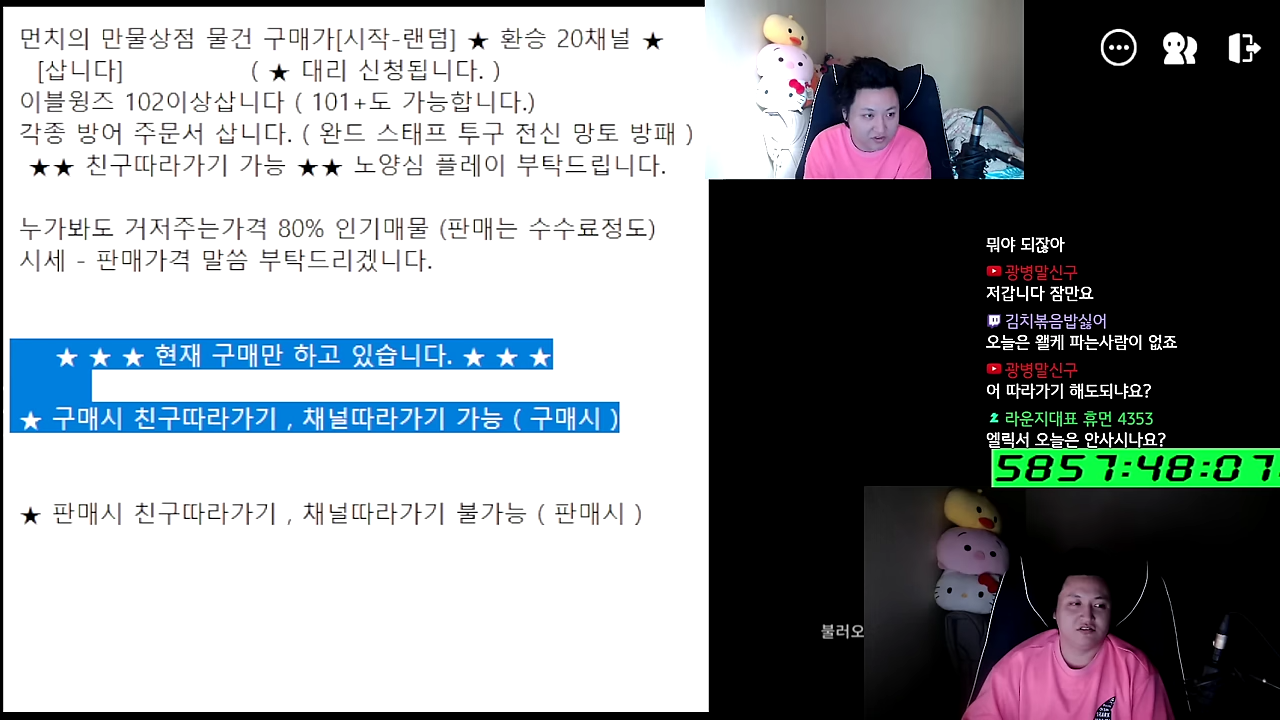 먼치의 만물상점 물건 구매가[시작-랜덤] ★ 환승 20채널 ★
[삽니다] ( ★ 대리 신청됩니다. )
이블윙즈 102이상삽니다 ( 101+도 가능합니다.)
각종 방어 주문서 삽니다. ( 완드 스태프 투구 전신 망토 방패 )
★★ 친구따라가기 가능 ★★ 노양심 플레이 부탁드립니다.
누가봐도 거저주는가격 80% 인기매물 (판매는 수수료정도)
시세 - 판매가격 말씀 부탁드리겠니다.
★ ★ ★ 현재 구매만 하고 있습니다. ★ ★ ★
★ 구매시 친구따라가기 , 채널따라가기 가능 ( 구매시 )
★ 판매시 친구따라가기 , 채널따라가기 불가능 ( 판매시 )
뭐야 되잖아
광병말신구
저갑니다 잠만요
김치볶음밥싫어
오늘은 왤케 파는사람이 없죠
광병말신구
어 따라가기 해도되냐요?
라운지대표 휴먼 4353
엘릭서 오늘은 안사시나요?
5857:48:07
불러오